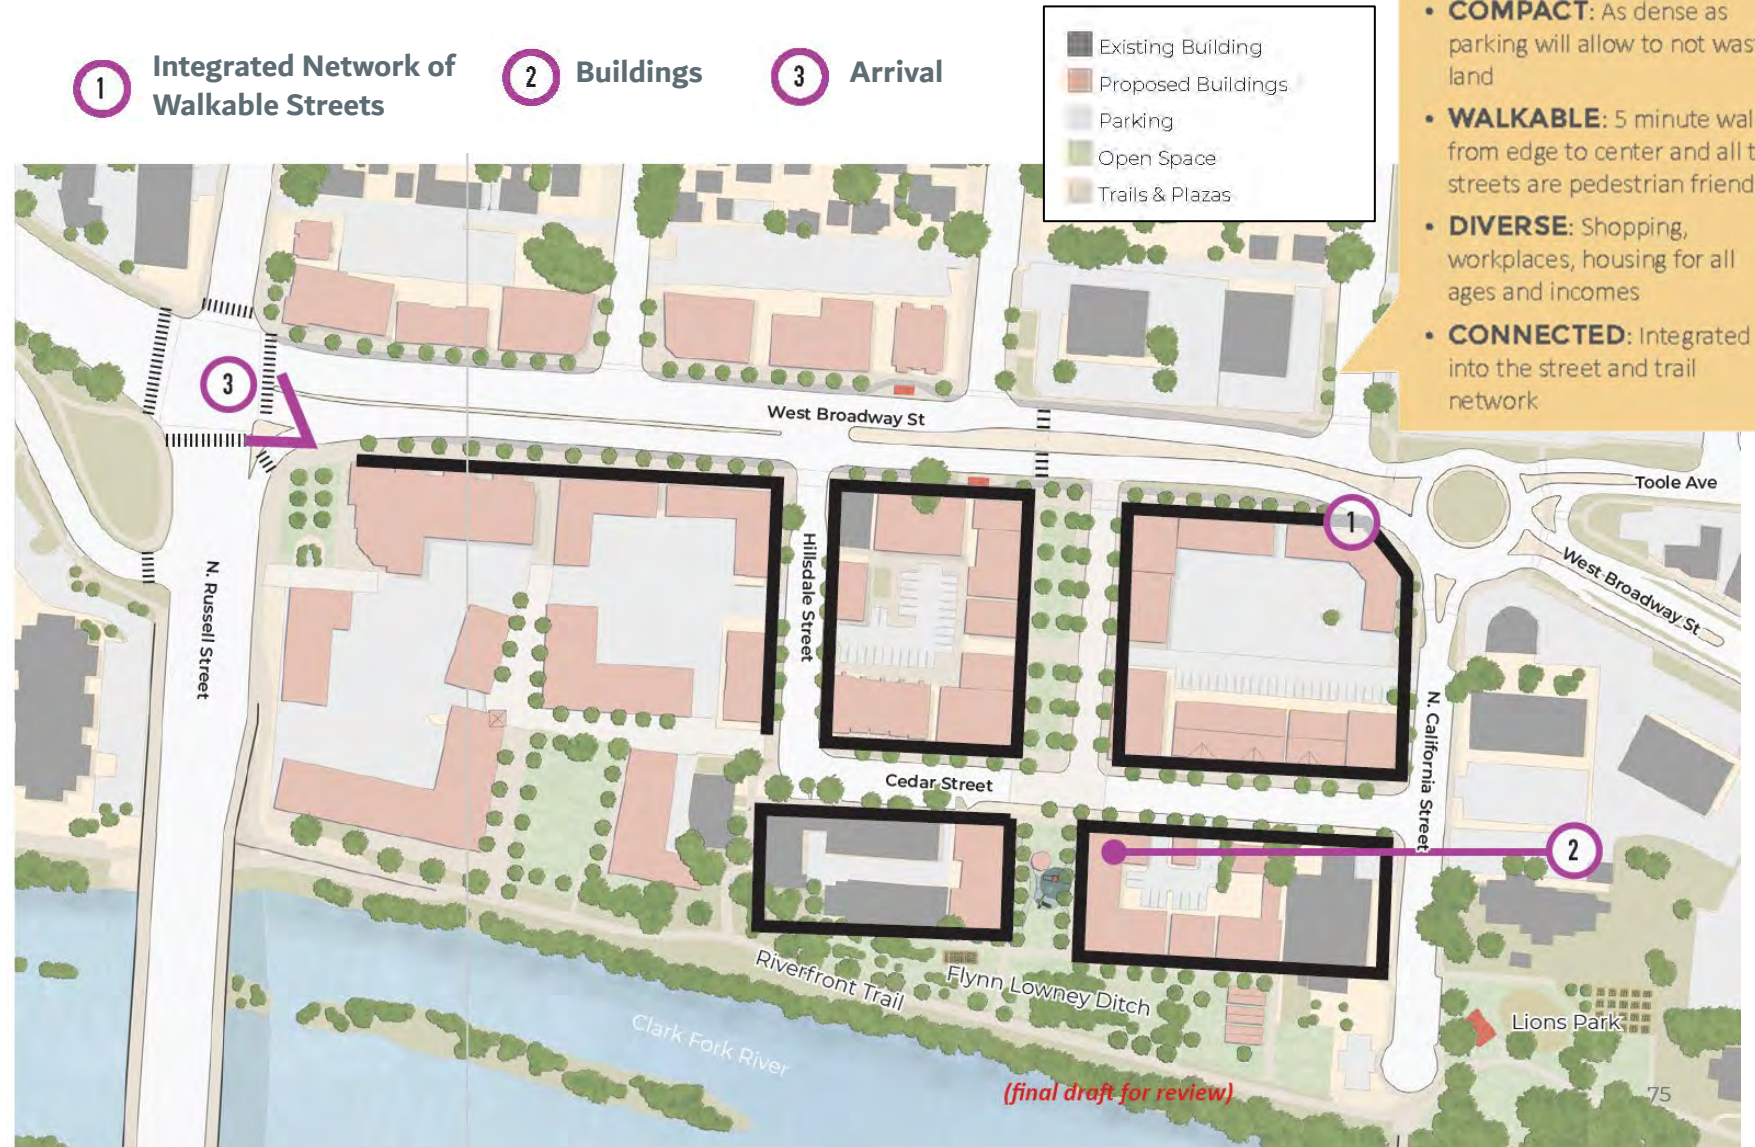 1
Integrated Network of
Walkable Streets
2
Buildings
3
Arrival
Existing Building
Proposed Buildings
Parking
Open Space
Trails & Plazas
• COMPACT: As dense as
parking will allow to not was
land
• WALKABLE: 5 minute wal
from edge to center and all t
streets are pedestrian friend
• DIVERSE: Shopping,
workplaces, housing for all
ages and incomes
• CONNECTED: Integrated
into the street and trail
network
3
West Broadway St
Toole Ave
1
West Broadway St
N. Russell Street
Hillsdale Street
N. California Street
Cedar Street
2
Riverfront Trail
Flynn Lowney Ditch
Clark Fork River
Lions Park
(final draft for review)
75